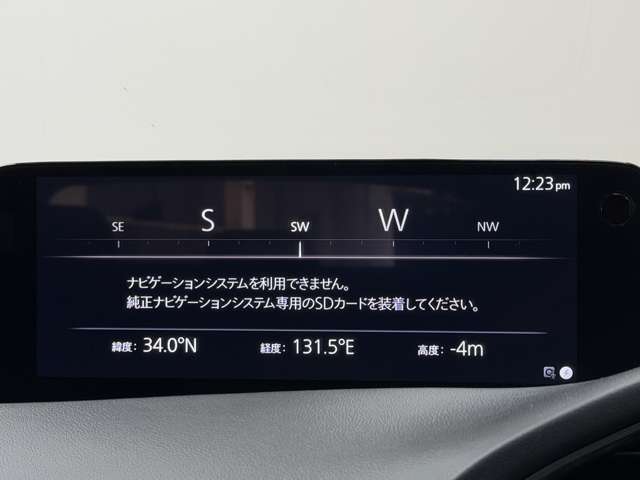 12:23pm
SE S SW W NW
ナビゲーションシステムを利用できません。
純正ナビゲーションシステム専用のSDカードを装着してください。
緯度: 34.0°N 経度: 131.5°E 高度: -4m